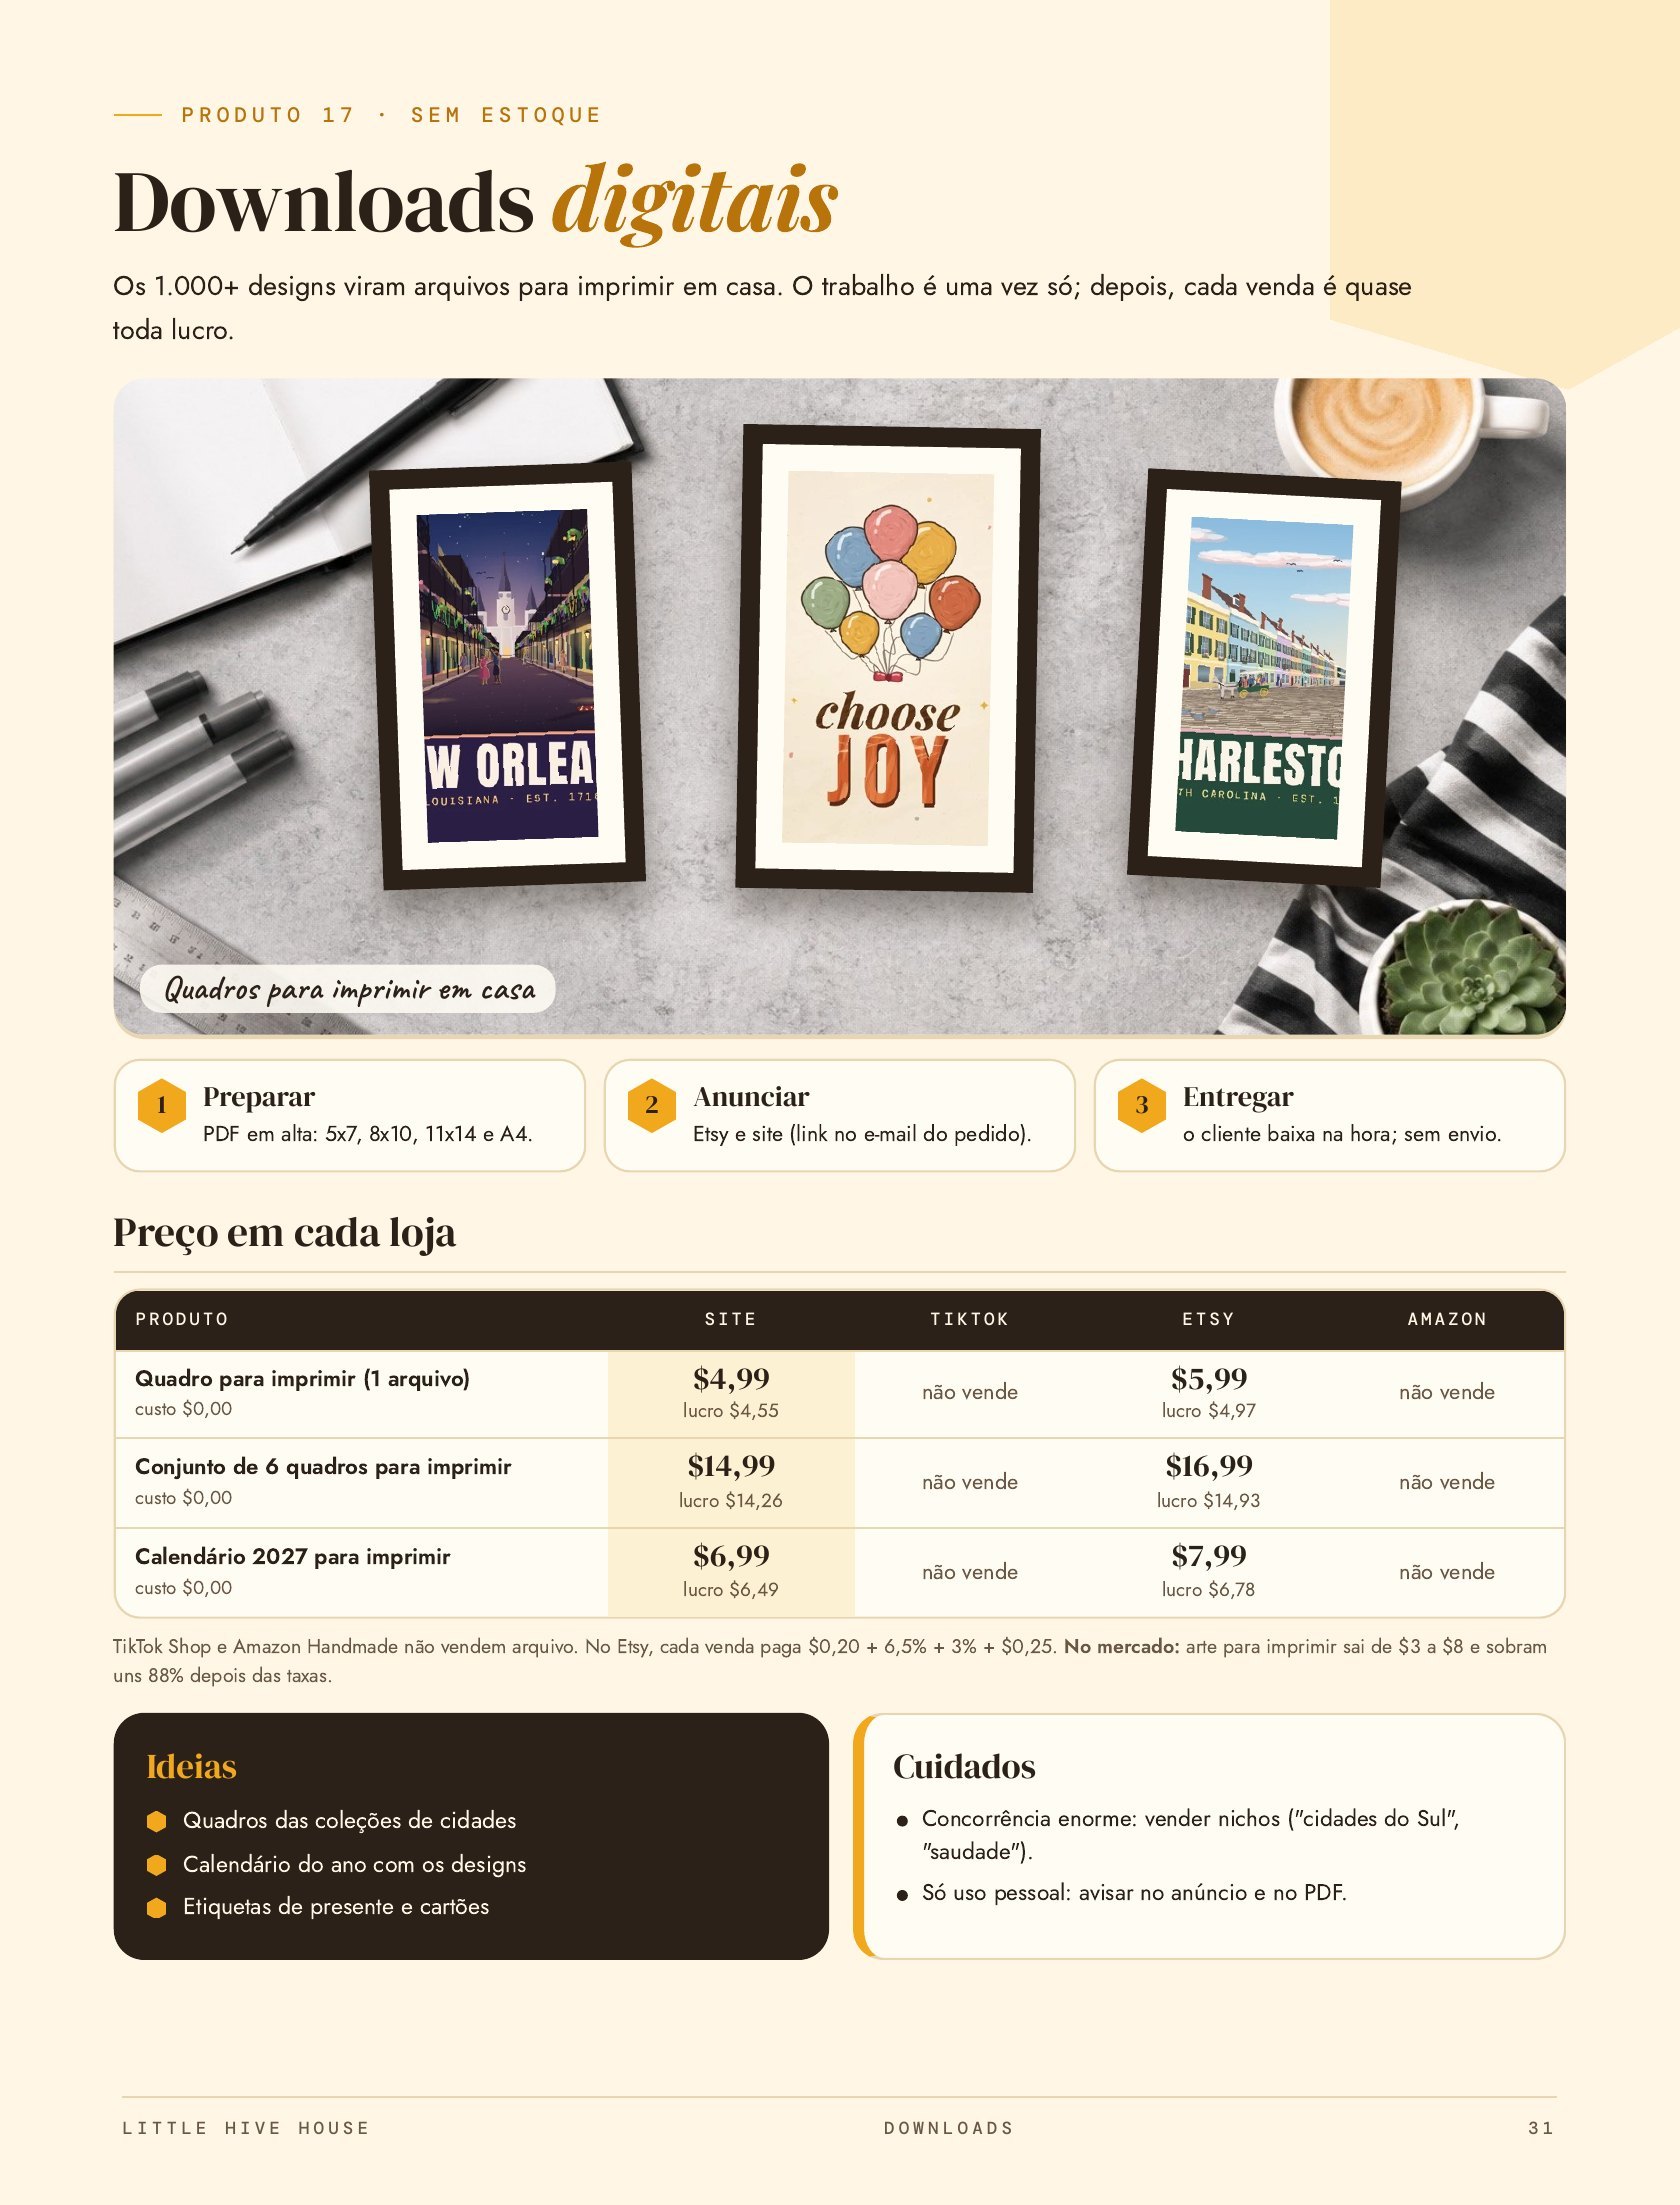 PRODUTO 17 · SEM ESTOQUE
Downloads digitais
Os 1.000+ designs viram arquivos para imprimir em casa. O trabalho é uma vez só; depois, cada venda é quase
toda lucro.
W ORLEA
LOUISIANA · EST. 1718
choose
JOY
HARLESTO
TH CAROLINA · EST. 1
Quadros para imprimir em casa
1
Preparar
PDF em alta: 5x7, 8x10, 11x14 e A4.
2
Anunciar
Etsy e site (link no e-mail do pedido).
3
Entregar
o cliente baixa na hora; sem envio.
Preço em cada loja
PRODUTO SITE TIKTOK ETSY AMAZON
Quadro para imprimir (1 arquivo) $4,99 não vende $5,99 não vende
custo $0,00 lucro $4,55 lucro $4,97
Conjunto de 6 quadros para imprimir $14,99 não vende $16,99 não vende
custo $0,00 lucro $14,26 lucro $14,93
Calendário 2027 para imprimir $6,99 não vende $7,99 não vende
custo $0,00 lucro $6,49 lucro $6,78
TikTok Shop e Amazon Handmade não vendem arquivo. No Etsy, cada venda paga $0,20 + 6,5% + 3% + $0,25. No mercado: arte para imprimir sai de $3 a $8 e sobram
uns 88% depois das taxas.
Ideias
Quadros das coleções de cidades
Calendário do ano com os designs
Etiquetas de presente e cartões
Cuidados
Concorrência enorme: vender nichos ("cidades do Sul",
"saudade").
Só uso pessoal: avisar no anúncio e no PDF.
LITTLE HIVE HOUSE DOWNLOADS 31